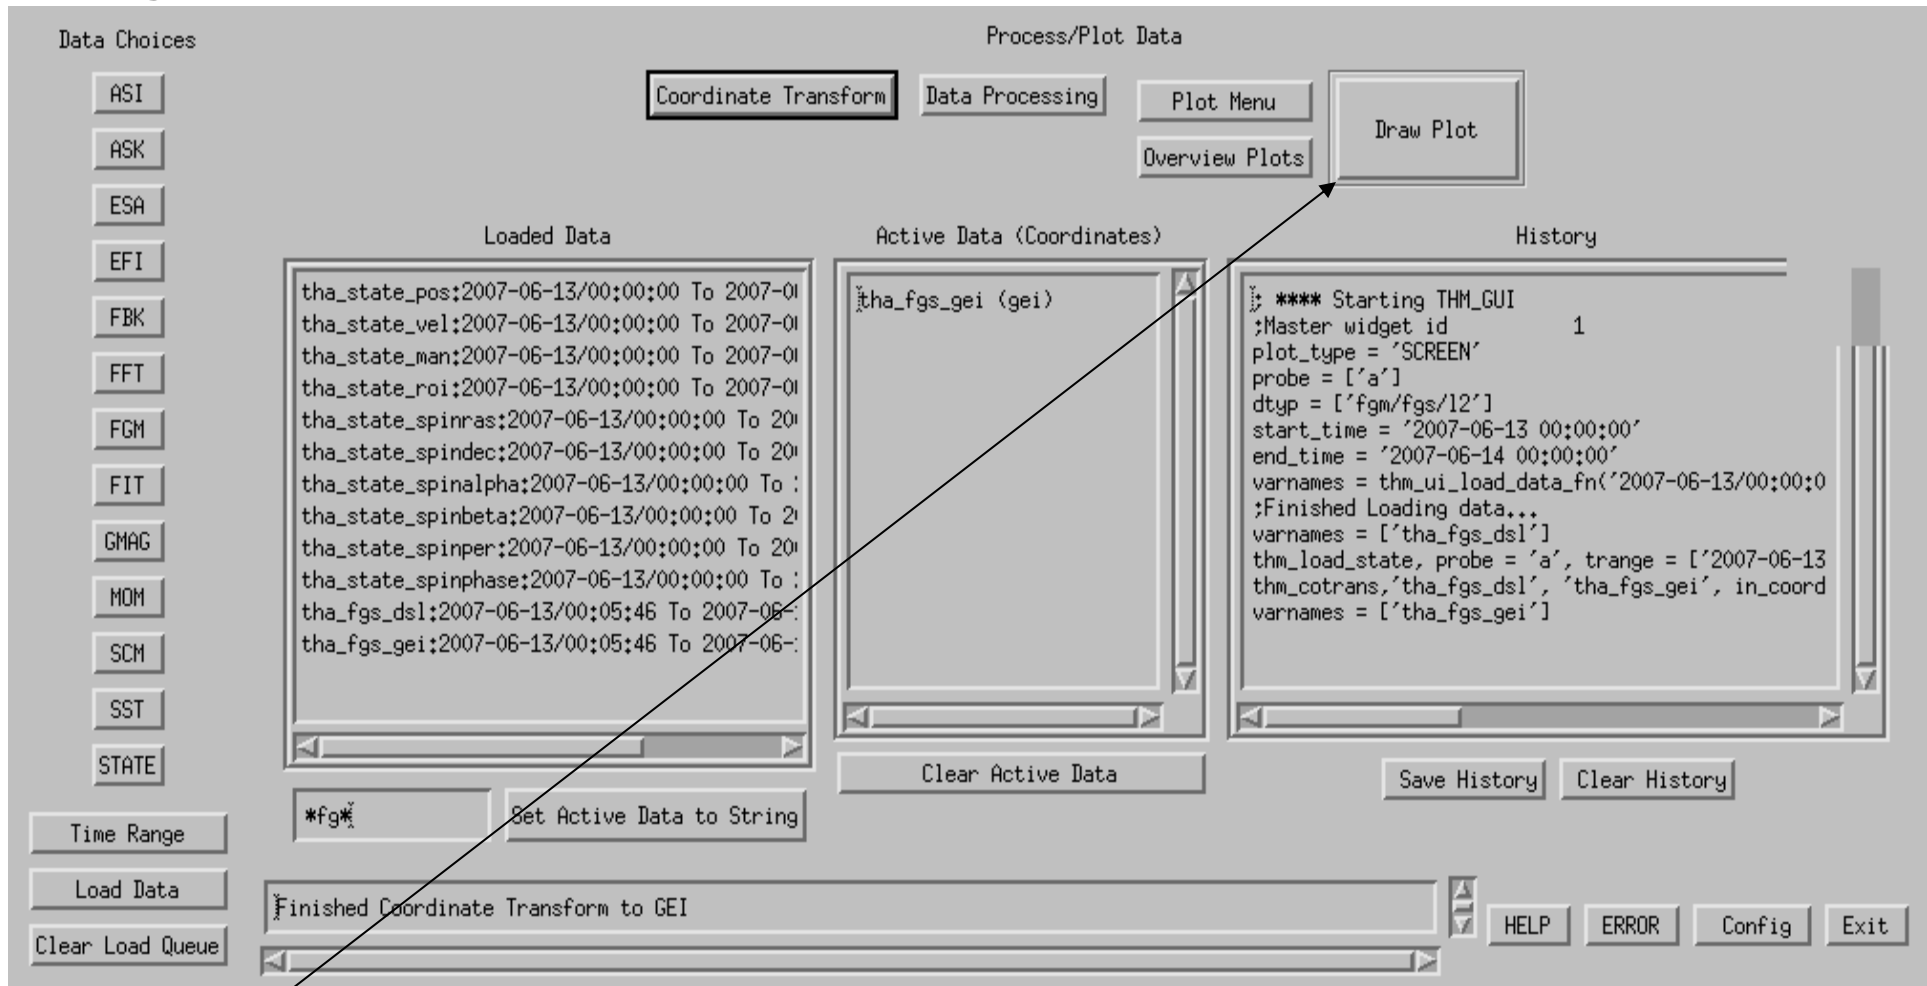 Data Choices
ASI
ASK
ESA
EFI
FBK
FFT
FGM
FIT
GMAG
MOM
SCM
SST
STATE
Time Range
Load Data
Clear Load Queue
Process/Plot Data
Coordinate Transform
Data Processing
Plot Menu
Overview Plots
Draw Plot
Loaded Data
tha_state_pos:2007-06-13/00:00:00 To 2007-0
tha_state_vel:2007-06-13/00:00:00 To 2007-0
tha_state_man:2007-06-13/00:00:00 To 2007-0
tha_state_roi:2007-06-13/00:00:00 To 2007-0
tha_state_spinras:2007-06-13/00:00:00 To 20
tha_state_spindec:2007-06-13/00:00:00 To 20
tha_state_spinalpha:2007-06-13/00:00:00 To
tha_state_spinbeta:2007-06-13/00:00:00 To 2
tha_state_spinper:2007-06-13/00:00:00 To 20
tha_state_spinphase:2007-06-13/00:00:00 To
tha_fgs_dsl:2007-06-13/00:05:46 To 2007-06-
tha_fgs_gei:2007-06-13/00:05:46 To 2007-06-
*fg*
Set Active Data to String
Active Data (Coordinates)
tha_fgs_gei (gei)
Clear Active Data
History
; **** Starting THM_GUI
;Master widget id 1
plot_type = 'SCREEN'
probe = ['a']
dtyp = ['fgm/fgs/l2']
start_time = '2007-06-13 00:00:00'
end_time = '2007-06-14 00:00:00'
varnames = thm_ui_load_data_fn('2007-06-13/00:00:0
;Finished Loading data...
varnames = ['tha_fgs_dsl']
thm_load_state, probe = 'a', trange = ['2007-06-13
thm_cotrans,'tha_fgs_dsl', 'tha_fgs_gei', in_coord
varnames = ['tha_fgs_gei']
Save History
Clear History
Finished Coordinate Transform to GEI
HELP
ERROR
Config
Exit